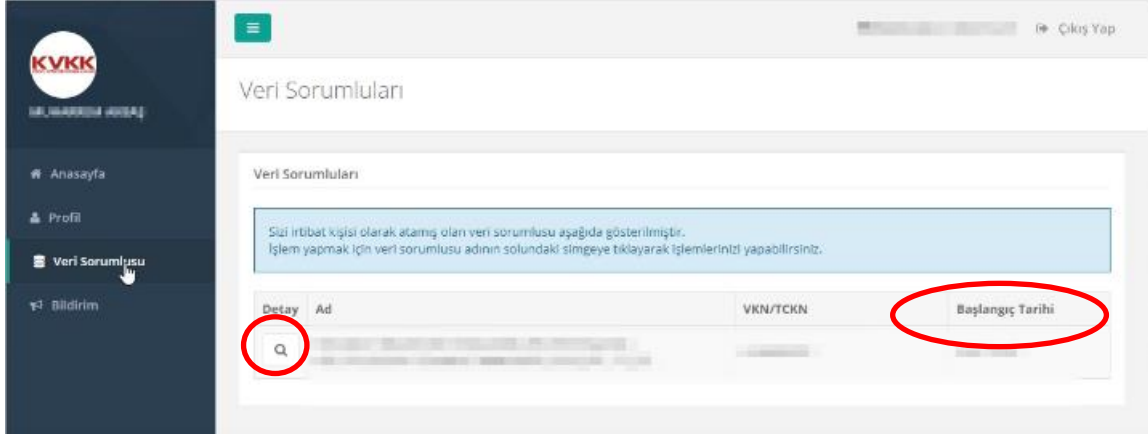 Çıkış Yap
KVKK
Veri Sorumluları
Anasayfa
Profil
Veri Sorumlusu
Bildirim
Veri Sorumluları
Sizi irtibat kişisi olarak atamış olan veri sorumlusu aşağıda gösterilmiştir.
İşlem yapmak için veri sorumlusu adının solundaki simgeye tıklayarak işlemlerinizi yapabilirsiniz.
Detay Ad VKN/TCKN Başlangıç Tarihi